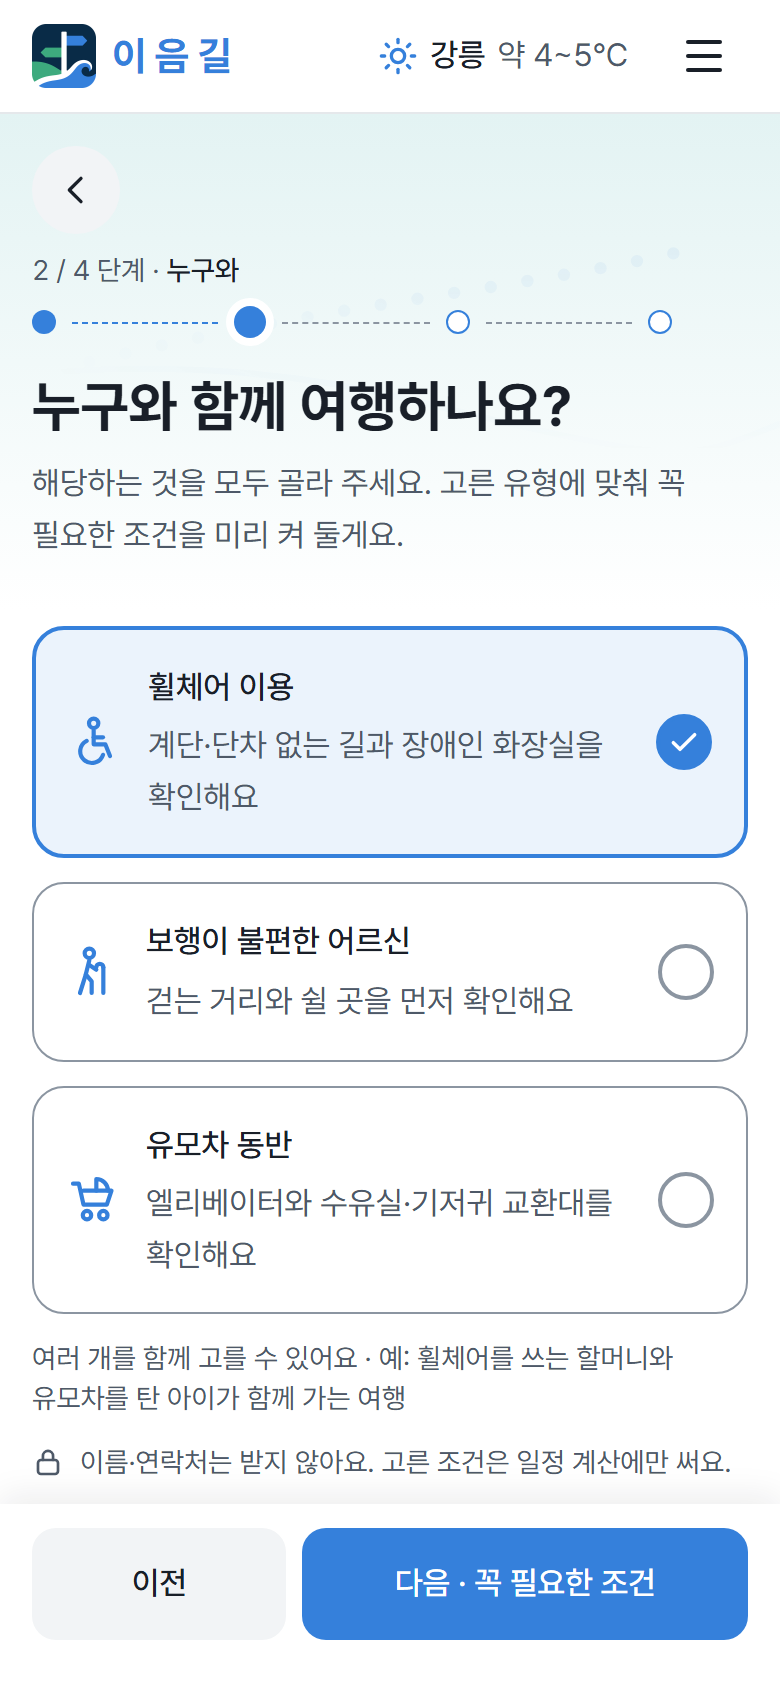 이음길
강릉 약 4~5°C
2 / 4 단계 · 누구와
누구와 함께 여행하나요?
해당하는 것을 모두 골라 주세요. 고른 유형에 맞춰 꼭
필요한 조건을 미리 켜 둘게요.
휠체어 이용
계단·단차 없는 길과 장애인 화장실을
확인해요
보행이 불편한 어르신
걷는 거리와 쉴 곳을 먼저 확인해요
유모차 동반
엘리베이터와 수유실·기저귀 교환대를
확인해요
여러 개를 함께 고를 수 있어요 · 예: 휠체어를 쓰는 할머니와
유모차를 탄 아이가 함께 가는 여행
이름·연락처는 받지 않아요. 고른 조건은 일정 계산에만 써요.
이전
다음 · 꼭 필요한 조건